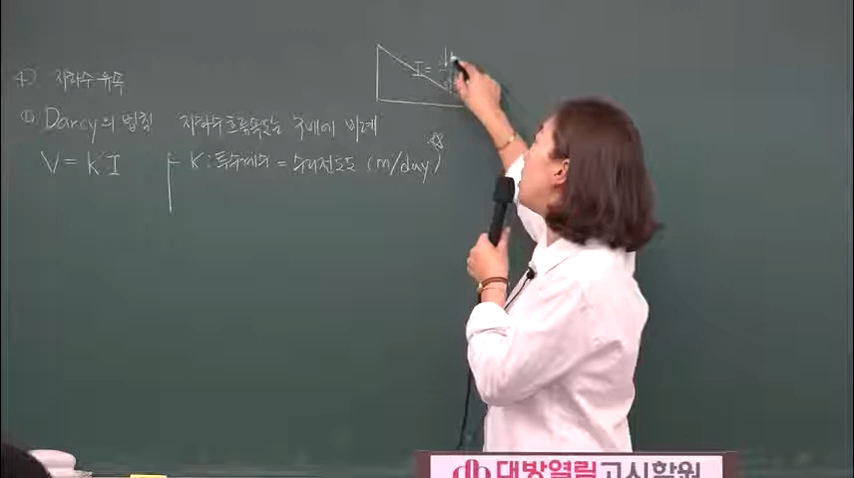 4) 지하수 유속
① Darcy의 법칙 지하수 흐름속도는 구배에 비례
V = KI K : 투수계수 = 수리전도도 (m/day)
I =
대방열림고시학원